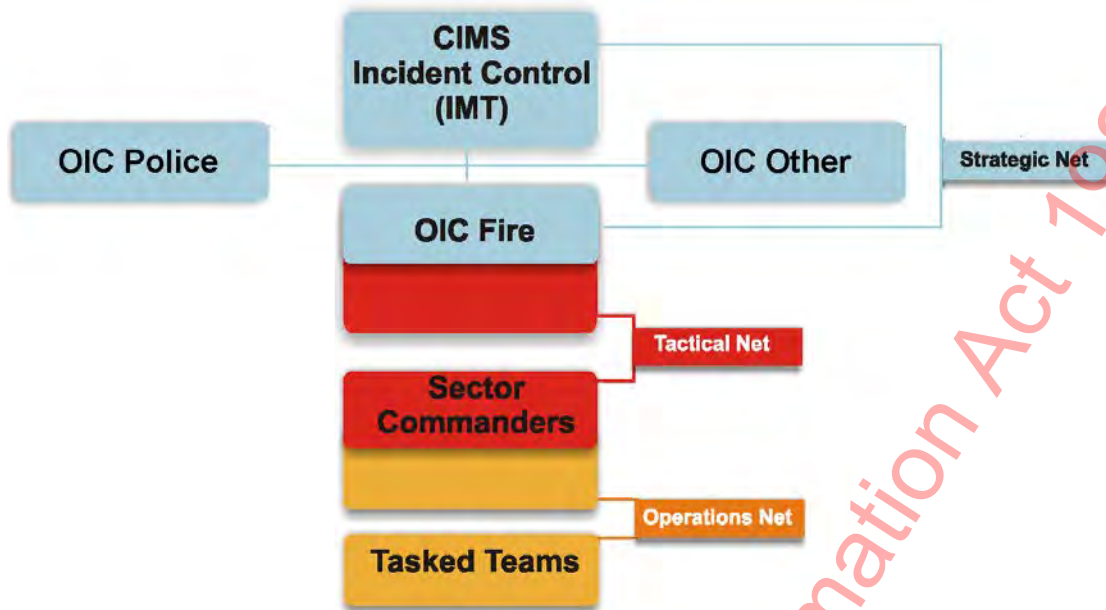 CIMS
Incident Control
(IMT)
OIC Police
OIC Other
Strategic Net
OIC Fire
Tactical Net
Sector
Commanders
Operations Net
Tasked Teams
mation Act